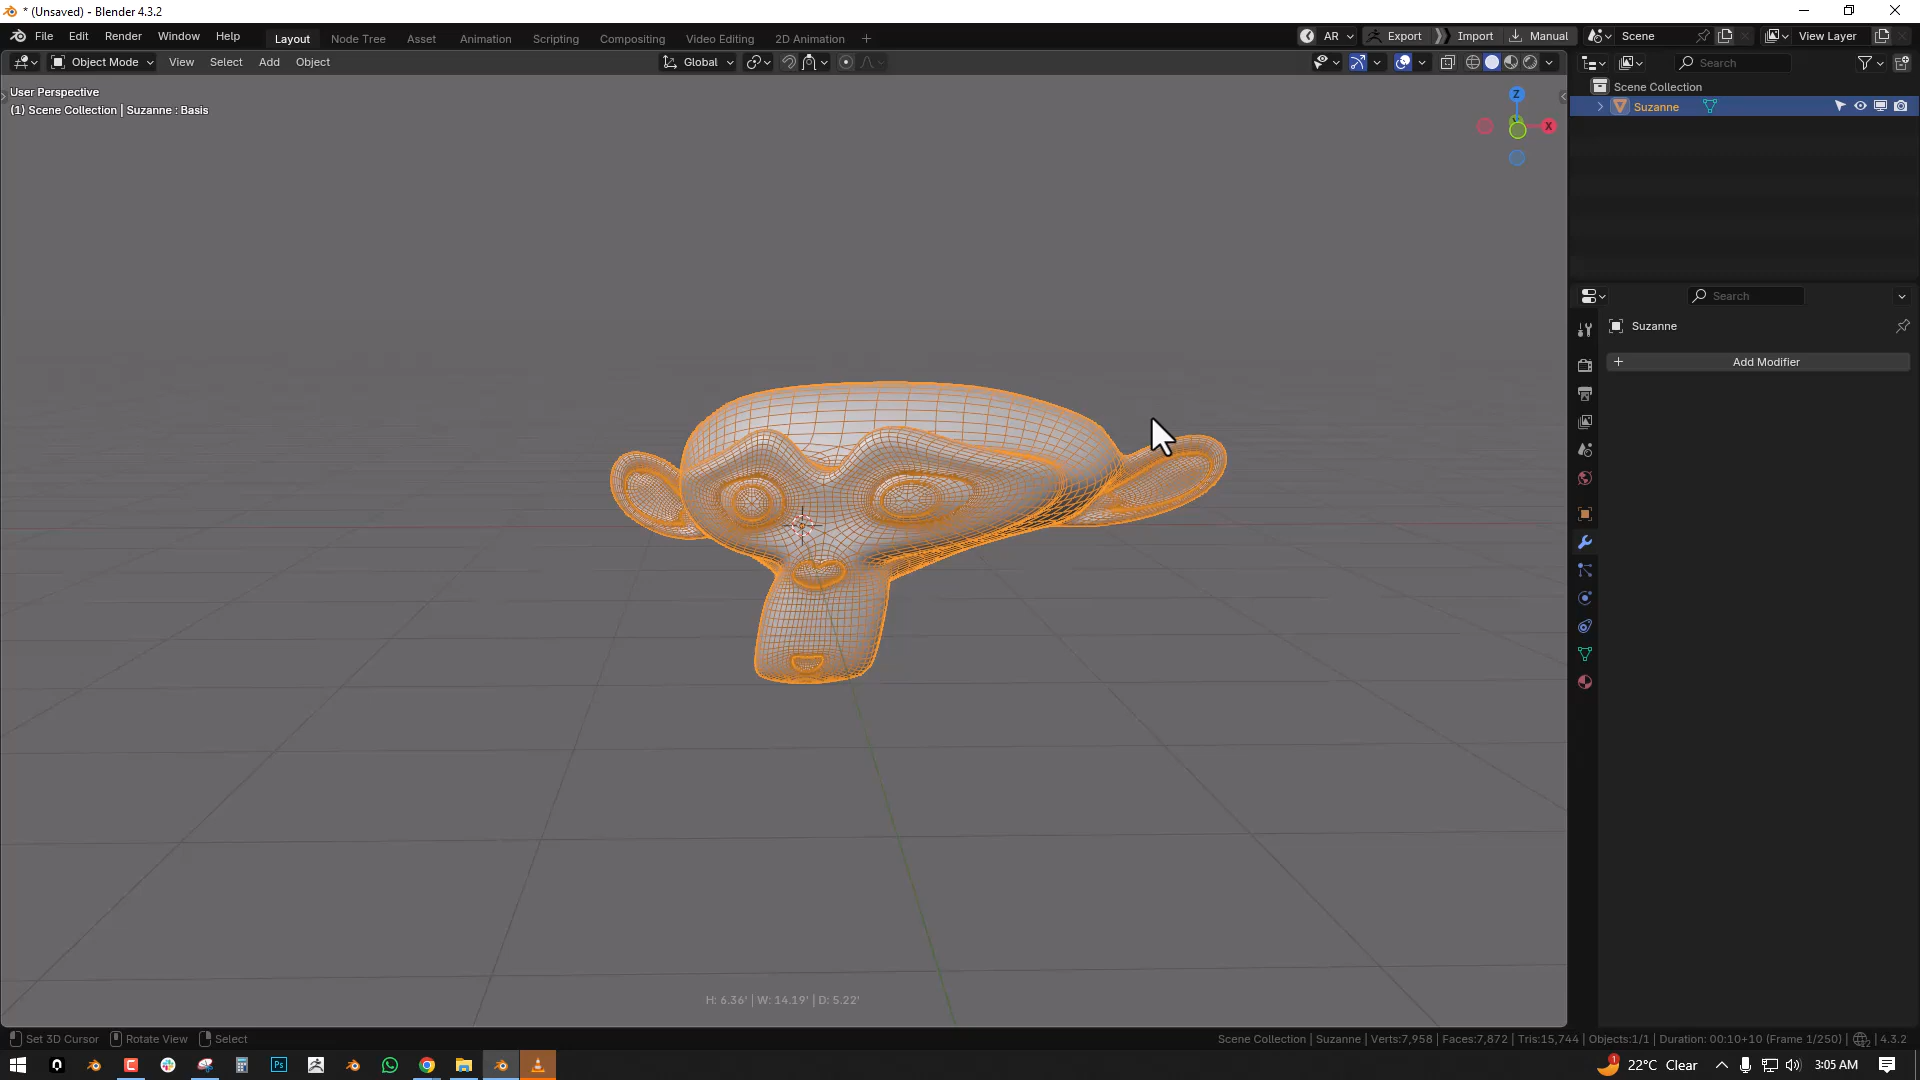 * (Unsaved) - Blender 4.3.2
File Edit Render Window Help Layout Node Tree Asset Animation Scripting Compositing Video Editing 2D Animation + AR Export Import Manual Scene View Layer
Object Mode View Select Add Object Global Search
User Perspective
(1) Scene Collection | Suzanne : Basis
Z
X
Scene Collection
Suzanne
Search
Suzanne
Add Modifier
H: 6.36' | W: 14.19' | D: 5.22'
Set 3D Cursor Rotate View Select Scene Collection | Suzanne | Verts:7,958 | Faces:7,872 | Tris:15,744 | Objects:1/1 | Duration: 00:10+10 (Frame 1/250) | 4.3.2
Ps 1 22°C Clear 3:05 AM